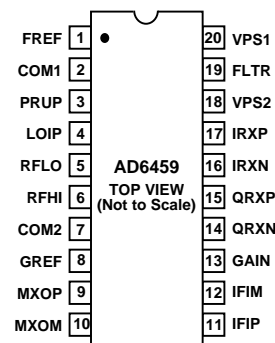 FREF 1 20 VPS1
COM1 2 19 FLTR
PRUP 3 18 VPS2
LOIP 4 17 IRXP
RFLO 5 16 IRXN
RFHI 6 15 QRXP
COM2 7 14 QRXN
GREF 8 13 GAIN
MXOP 9 12 IFIM
MXOM 10 11 IFIP
AD6459
TOP VIEW
(Not to Scale)